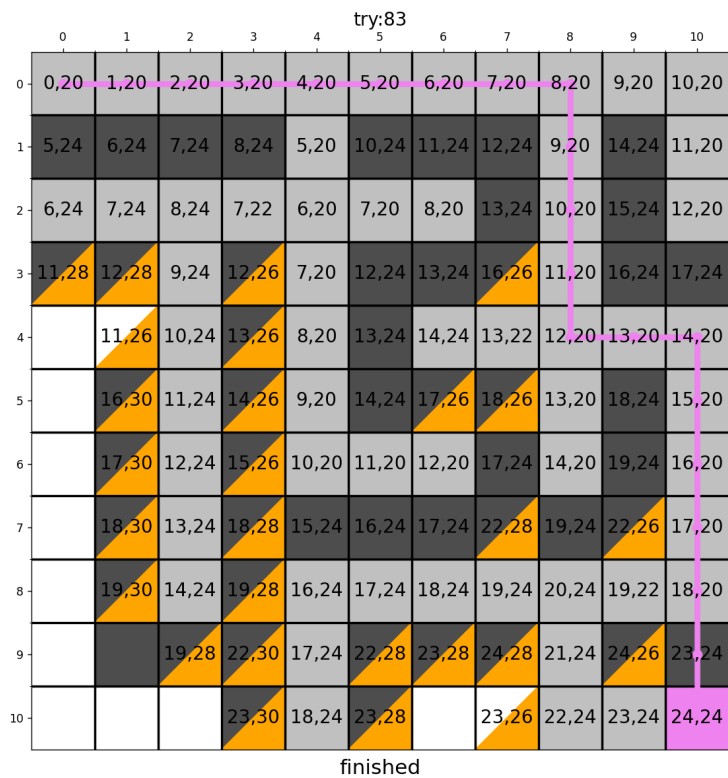 try:83
0 1 2 3 4 5 6 7 8 9 10
0 0,20 1,20 2,20 3,20 4,20 5,20 6,20 7,20 8,20 9,20 10,20
1 5,24 6,24 7,24 8,24 5,20 10,24 11,24 12,24 9,20 14,24 11,20
2 6,24 7,24 8,24 7,22 6,20 7,20 8,20 13,24 10,20 15,24 12,20
3 11,28 12,28 9,24 12,26 7,20 12,24 13,24 16,26 11,20 16,24 17,24
4 11,26 10,24 13,26 8,20 13,24 14,24 13,22 12,20 13,20 14,20
5 16,30 11,24 14,26 9,20 14,24 17,26 18,26 13,20 18,24 15,20
6 17,30 12,24 15,26 10,20 11,20 12,20 17,24 14,20 19,24 16,20
7 18,30 13,24 18,28 15,24 16,24 17,24 22,28 19,24 22,26 17,20
8 19,30 14,24 19,28 16,24 17,24 18,24 19,24 20,24 19,22 18,20
9 19,28 22,30 17,24 22,28 23,28 24,28 21,24 24,26 23,24
10 23,30 18,24 23,28 23,26 22,24 23,24 24,24
finished